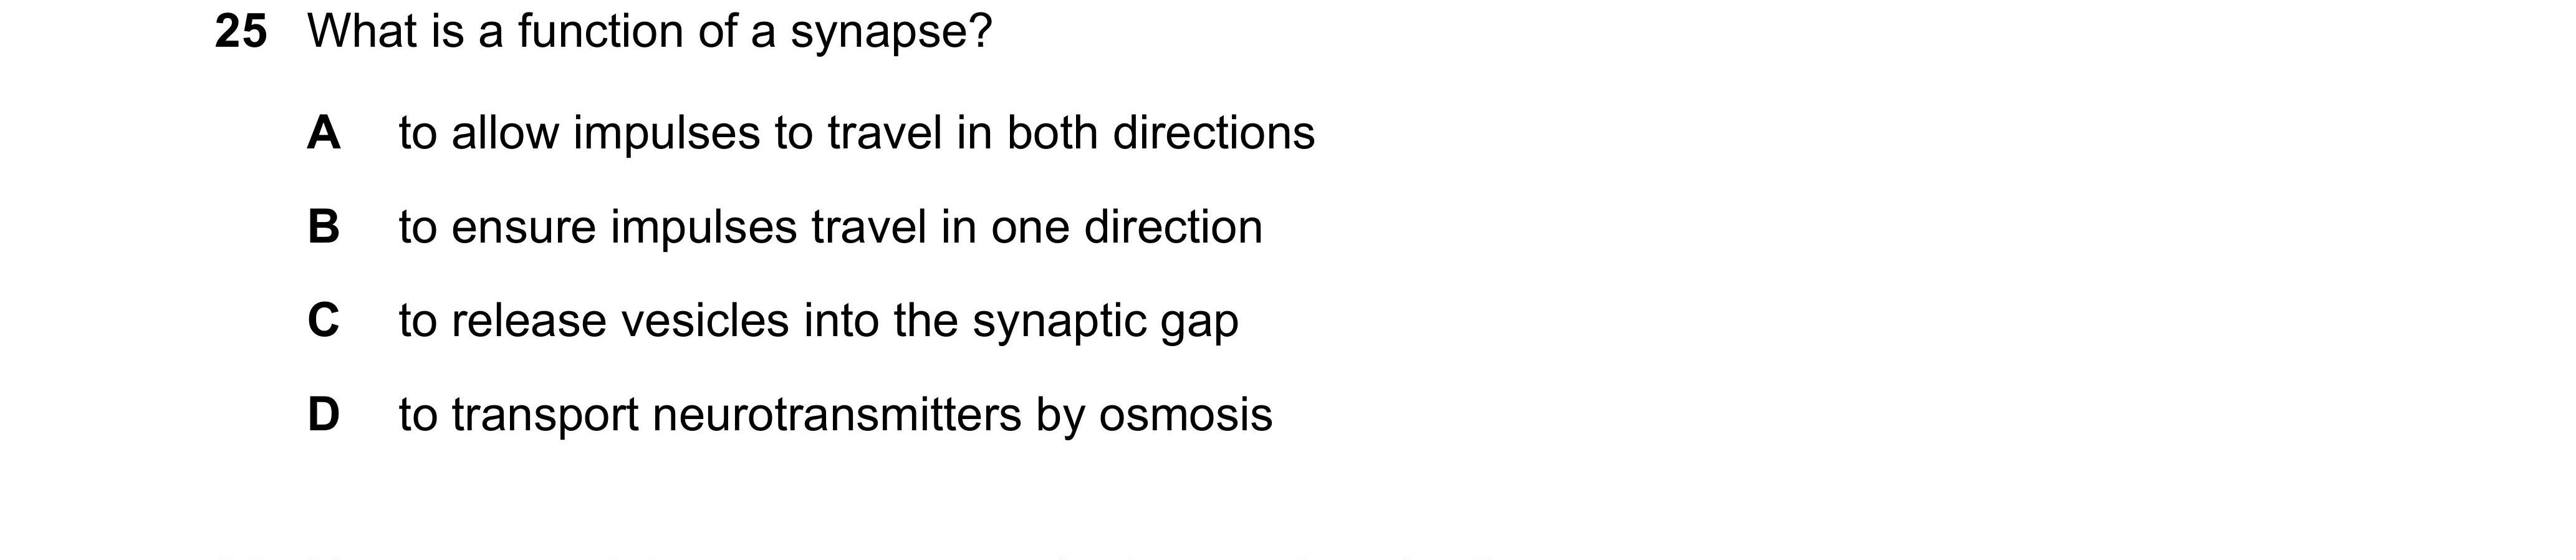 25 What is a function of a synapse?
A to allow impulses to travel in both directions
B to ensure impulses travel in one direction
C to release vesicles into the synaptic gap
D to transport neurotransmitters by osmosis